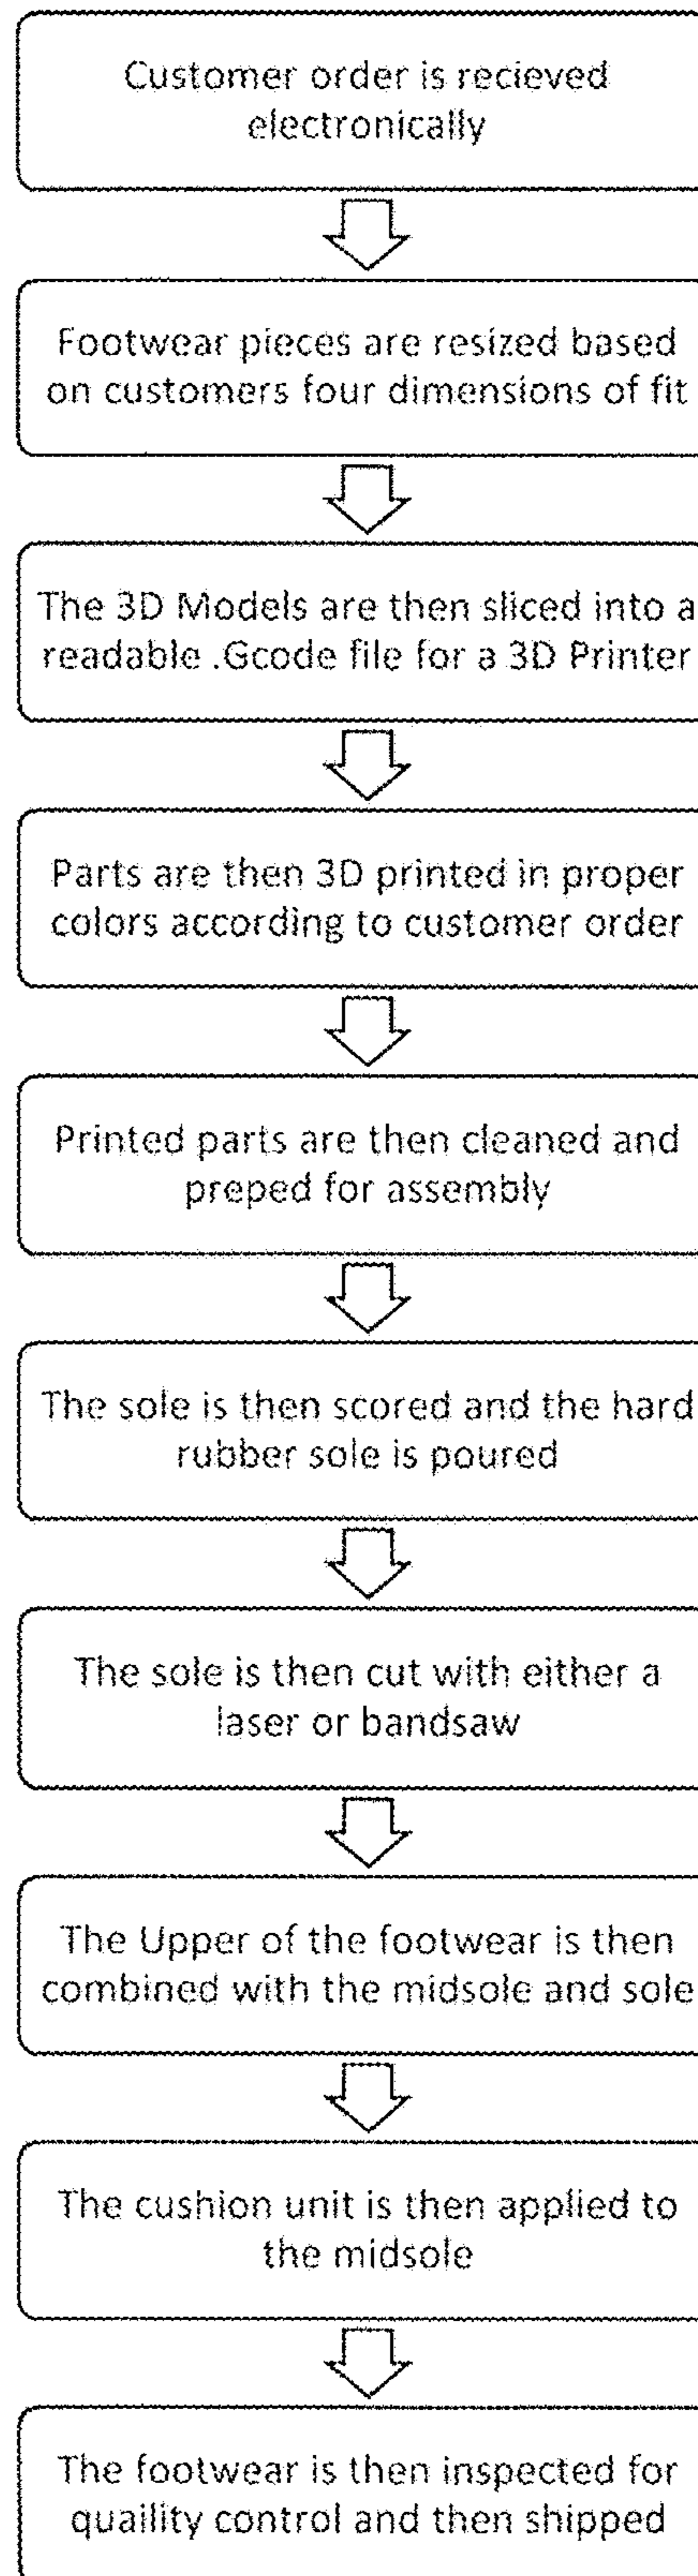 Customer order is recieved
electronically
Footwear pieces are resized based
on customers four dimensions of fit
The 3D Models are then sliced into a
readable .Gcode file for a 3D Printer
Parts are then 3D printed in proper
colors according to customer order
Printed parts are then cleaned and
preped for assembly
The sole is then scored and the hard
rubber sole is poured
The sole is then cut with either a
laser or bandsaw
The Upper of the footwear is then
combined with the midsole and sole
The cushion unit is then applied to
the midsole
The footwear is then inspected for
quaility control and then shipped